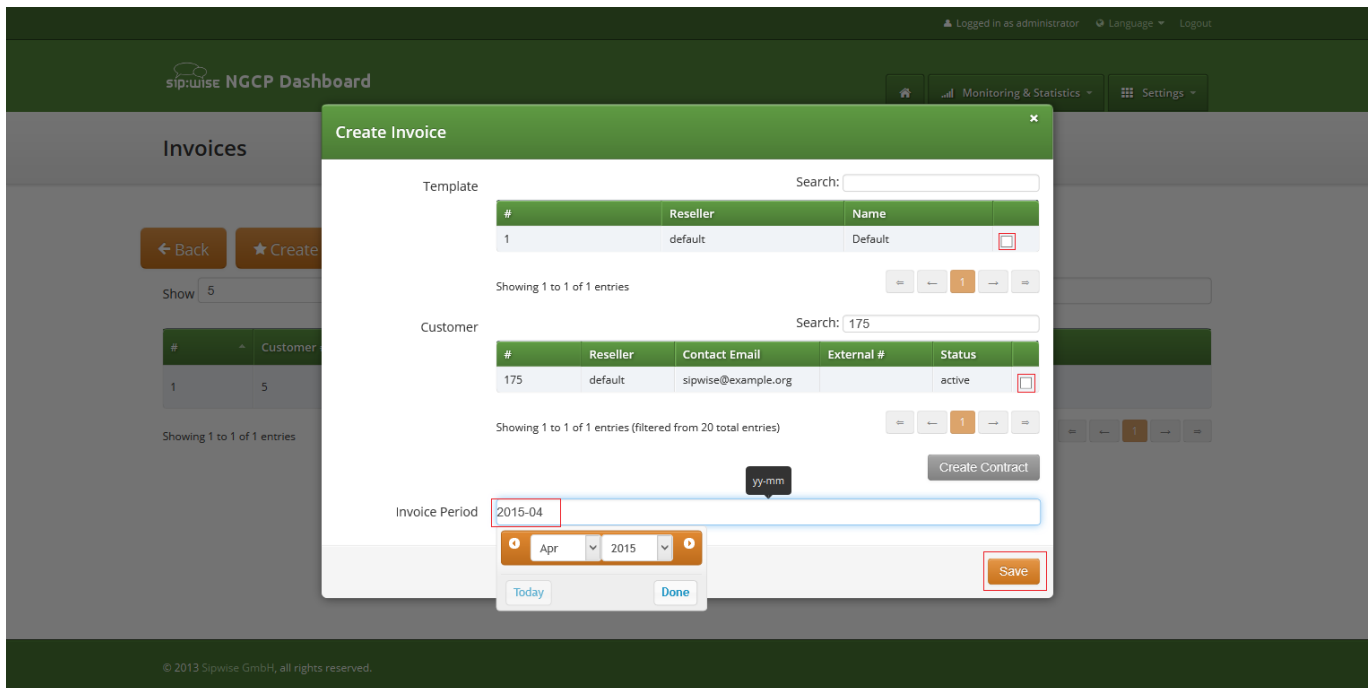 Logged in as administrator Language Logout
sip:wise NGCP Dashboard
Monitoring & Statistics Settings
Create Invoice ×
Invoices
Template Search:
# Reseller Name
1 default Default
Back Create
Showing 1 to 1 of 1 entries ⇐ ← 1 → ⇒
Show 5
Customer Search: 175
# Customer
# Reseller Contact Email External # Status
1 5
175 default sipwise@example.org active
Showing 1 to 1 of 1 entries (filtered from 20 total entries) ⇐ ← 1 → ⇒
Showing 1 to 1 of 1 entries ⇐ ← 1 → ⇒
Create Contract
yy-mm
Invoice Period 2015-04
Apr 2015
Save
Today Done
© 2013 Sipwise GmbH, all rights reserved.